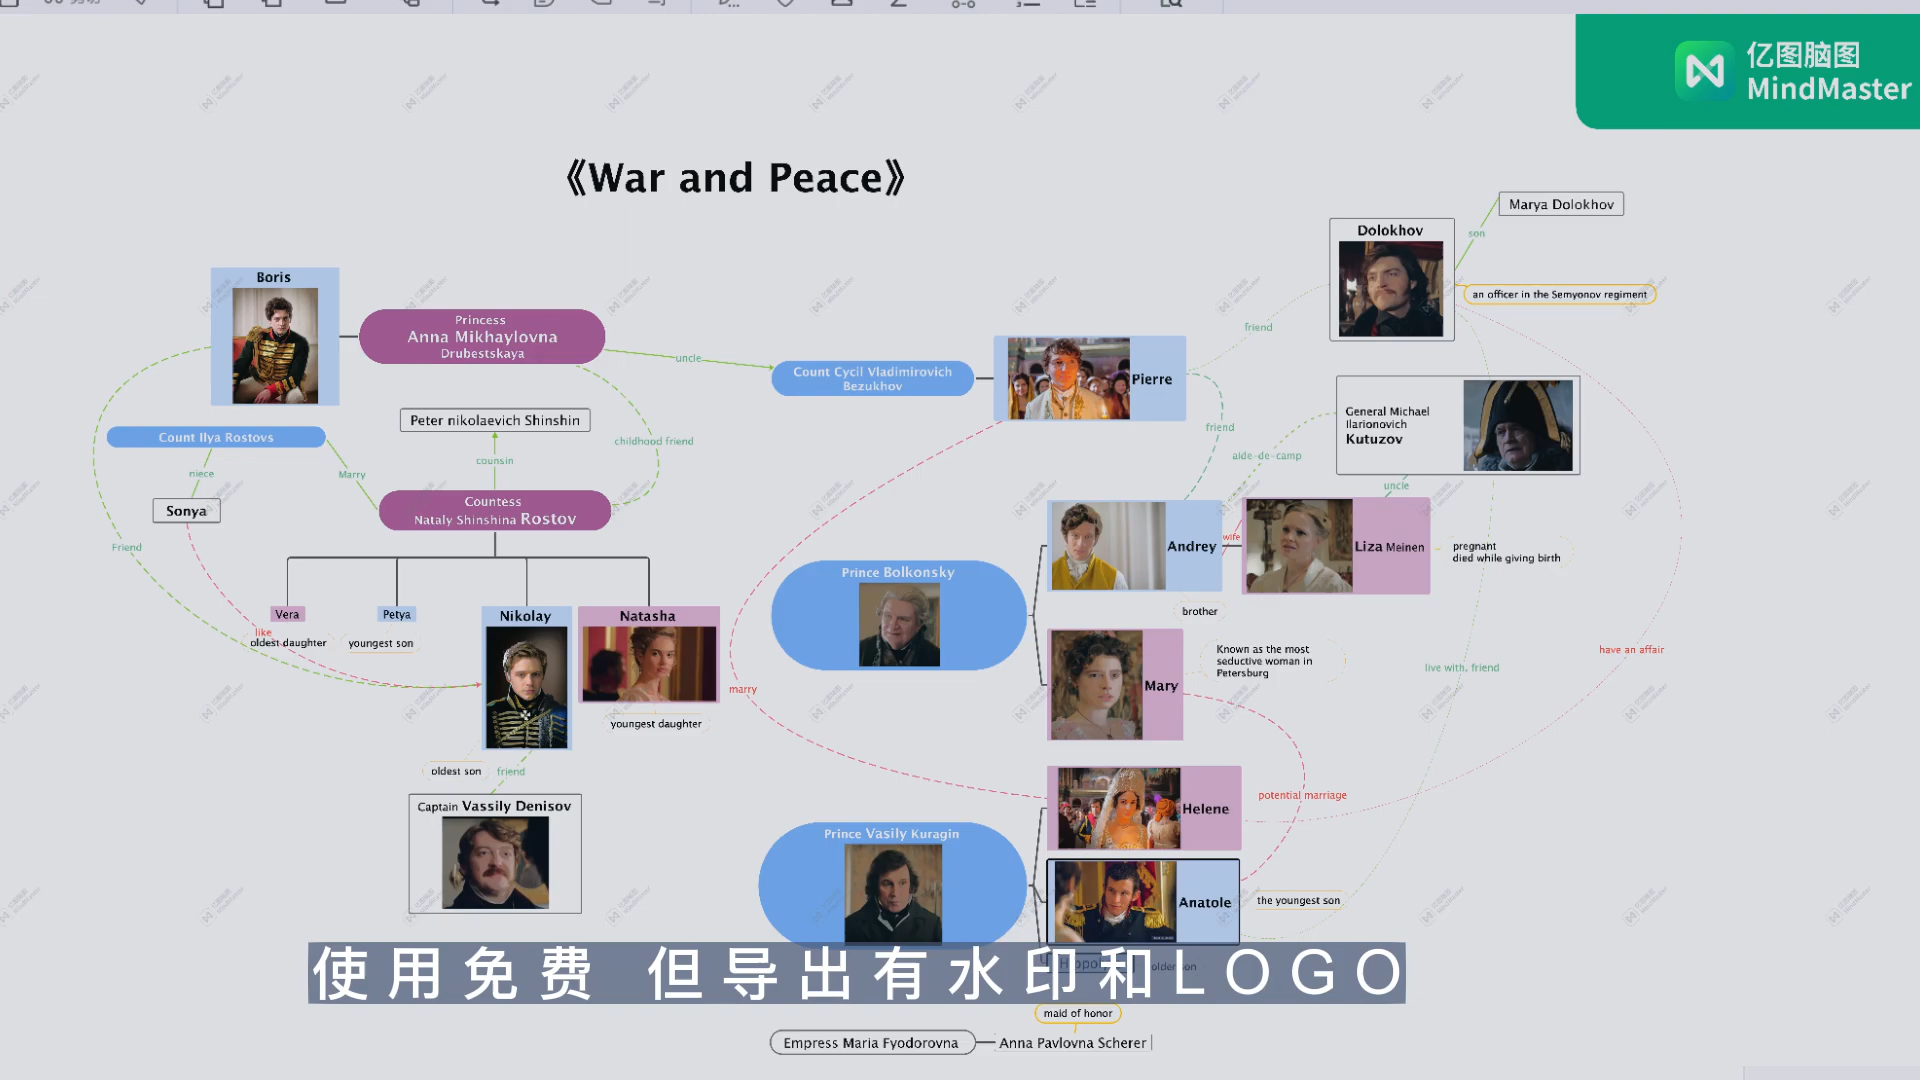 亿图脑图
MindMaster
《War and Peace》
Marya Dolokhov
Dolokhov
son
an officer in the Semyonov regiment
Boris
Princess
Anna Mikhaylovna
Drubestskaya
uncle
friend
Count Cycil Vladimirovich
Bezukhov
Pierre
Peter nikolaevich Shinshin
Count Ilya Rostovs
childhood friend
friend
General Michael
Ilarionovich
Kutuzov
counsin
niece
Marry
aide-de-camp
uncle
Sonya
Countess
Nataly Shinshina Rostov
Friend
Andrey
wife
Liza Meinen
pregnant
died while giving birth
Prince Bolkonsky
brother
Vera
Petya
Nikolay
Natasha
like
oldest daughter
youngest son
Known as the most
seductive woman in
Petersburg
have an affair
live with, friend
Mary
marry
youngest daughter
oldest son
friend
potential marriage
Captain Vassily Denisov
Helene
Prince Vasily Kuragin
Anatole
the youngest son
使用免费 但导出有水印和LOGO
maid of honor
Empress Maria Fyodorovna
Anna Pavlovna Scherer